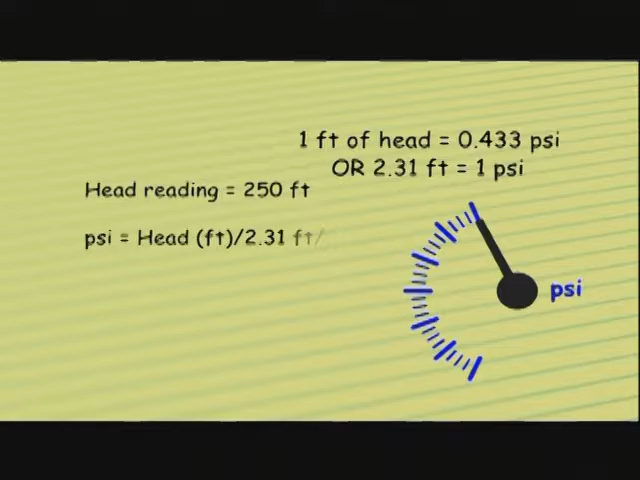 1 ft of head = 0.433 psi
OR 2.31 ft = 1 psi
Head reading = 250 ft
psi = Head (ft)/2.31 ft/
psi